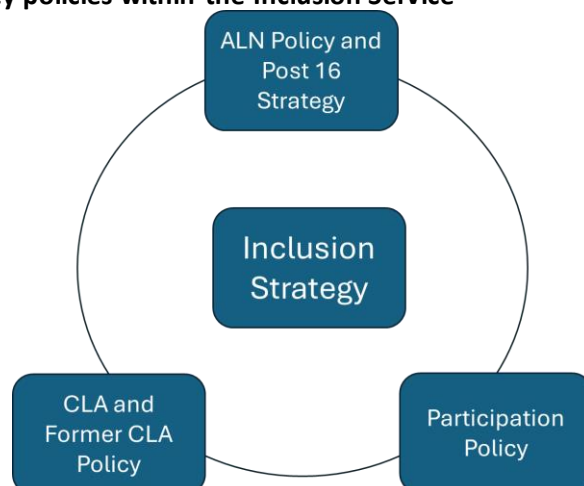 policies within the Inclusion Service
ALN Policy and
Post 16
Strategy
Inclusion
Strategy
CLA and
Former CLA
Policy
Participation
Policy